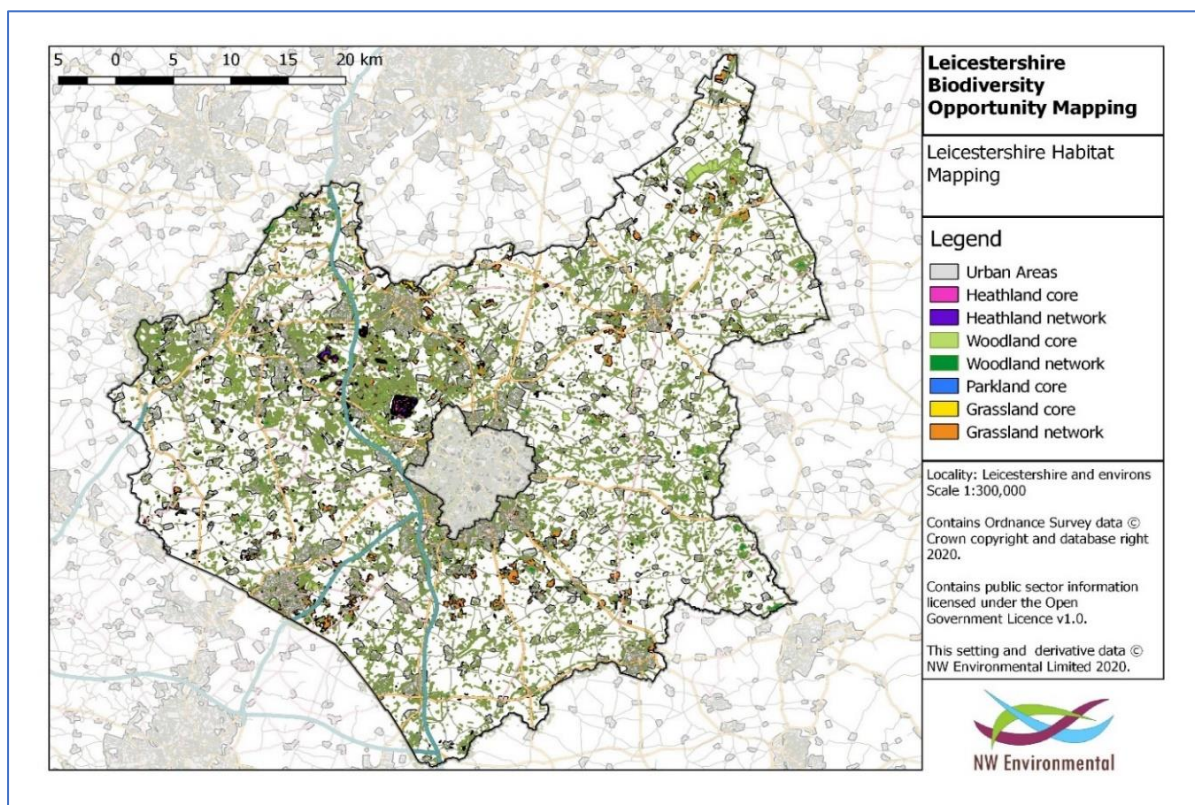 5 0 5 10 15 20 km
Leicestershire
Biodiversity
Opportunity Mapping
Leicestershire Habitat
Mapping
Legend
Urban Areas
Heathland core
Heathland network
Woodland core
Woodland network
Parkland core
Grassland core
Grassland network
Locality: Leicestershire and environs
Scale 1:300,000
Contains Ordnance Survey data ©
Crown copyright and database right
2020.
Contains public sector information
licensed under the Open
Government Licence v1.0.
This setting and derivative data ©
NW Environmental Limited 2020.
NW Environmental